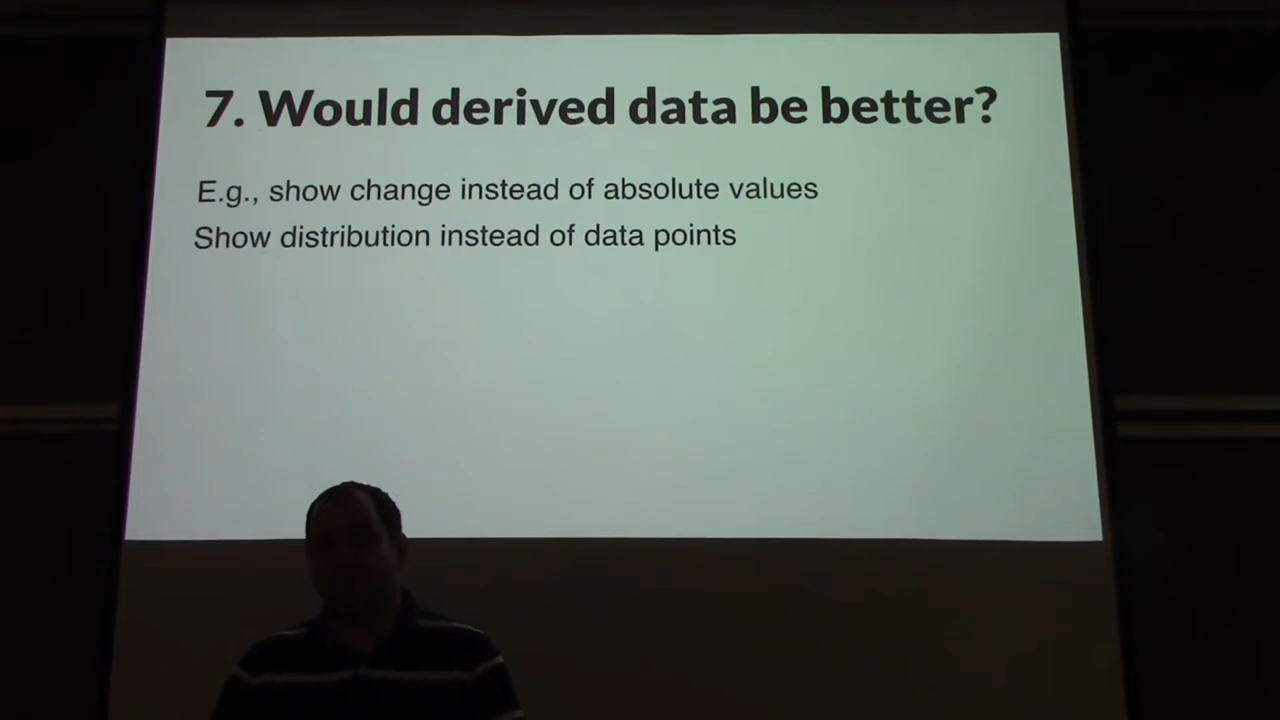 7. Would derived data be better?
E.g., show change instead of absolute values
Show distribution instead of data points